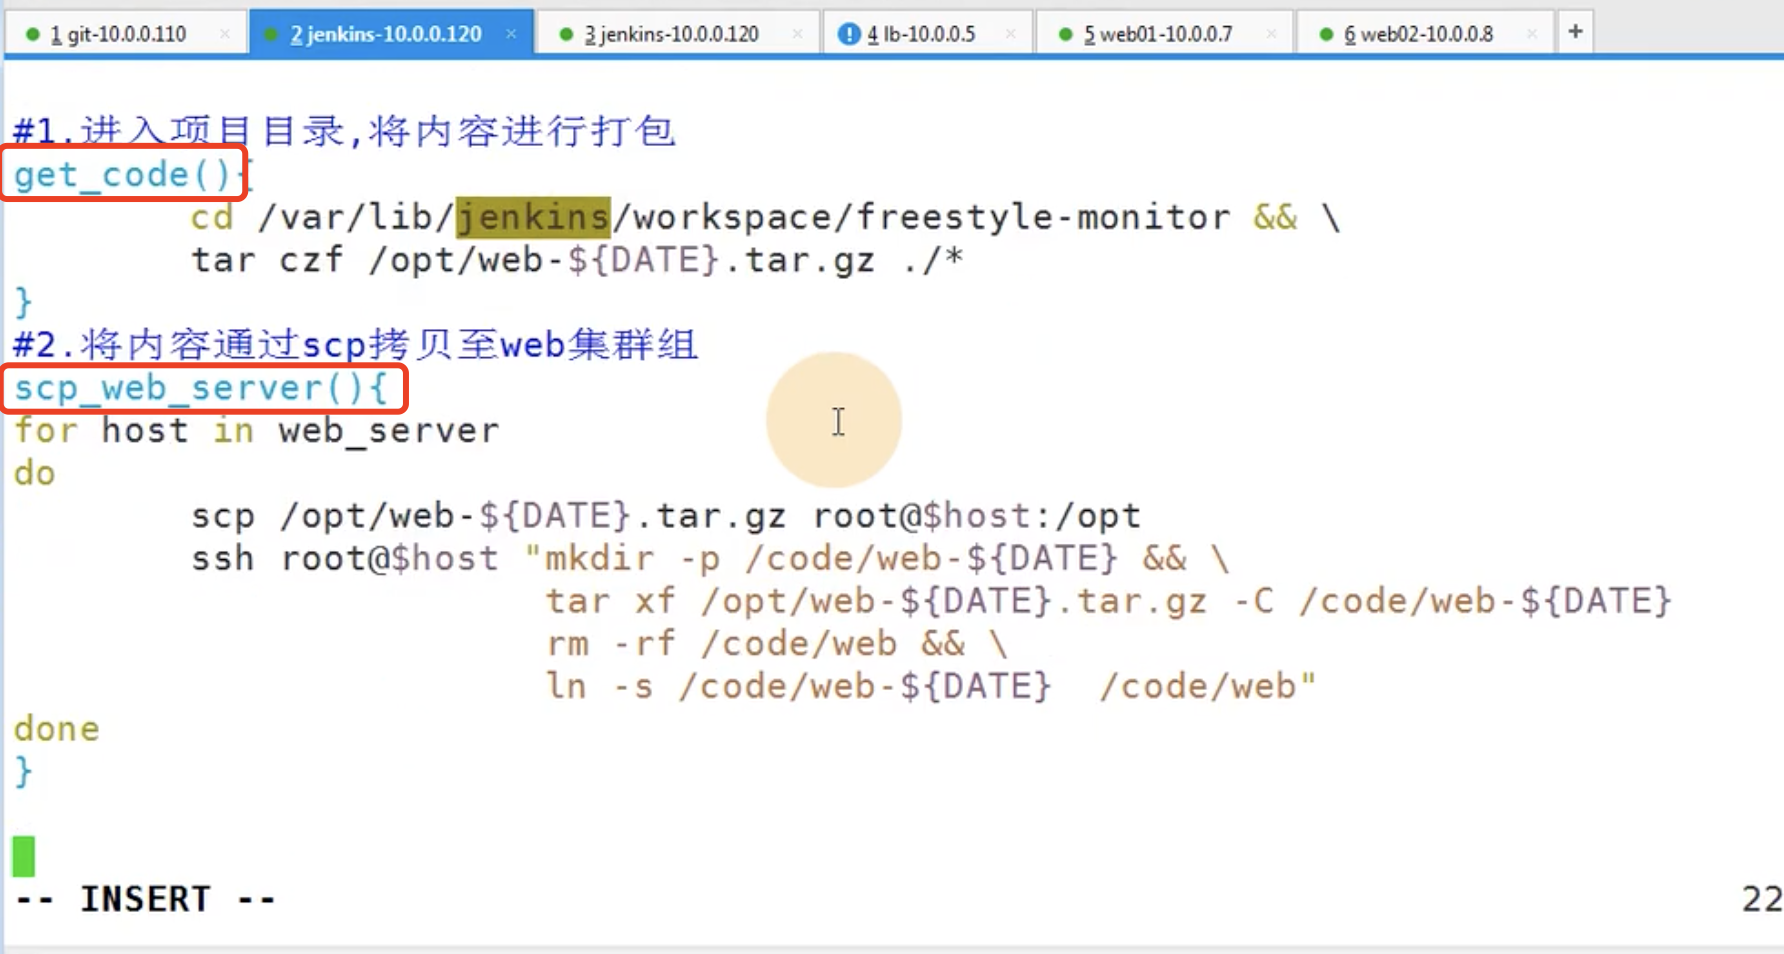 1 git-10.0.0.110 × 2 jenkins-10.0.0.120 × 3 jenkins-10.0.0.120 × 4 lb-10.0.0.5 × 5 web01-10.0.0.7 × 6 web02-10.0.0.8 × +
#1.进入项目目录,将内容进行打包
get_code(){
cd /var/lib/jenkins/workspace/freestyle-monitor && \
tar czf /opt/web-${DATE}.tar.gz ./*
}
#2.将内容通过scp拷贝至web集群组
scp_web_server(){
for host in web_server
do
scp /opt/web-${DATE}.tar.gz root@$host:/opt
ssh root@$host "mkdir -p /code/web-${DATE} && \
tar xf /opt/web-${DATE}.tar.gz -C /code/web-${DATE}
rm -rf /code/web && \
ln -s /code/web-${DATE}  /code/web"
done
}
-- INSERT -- 22